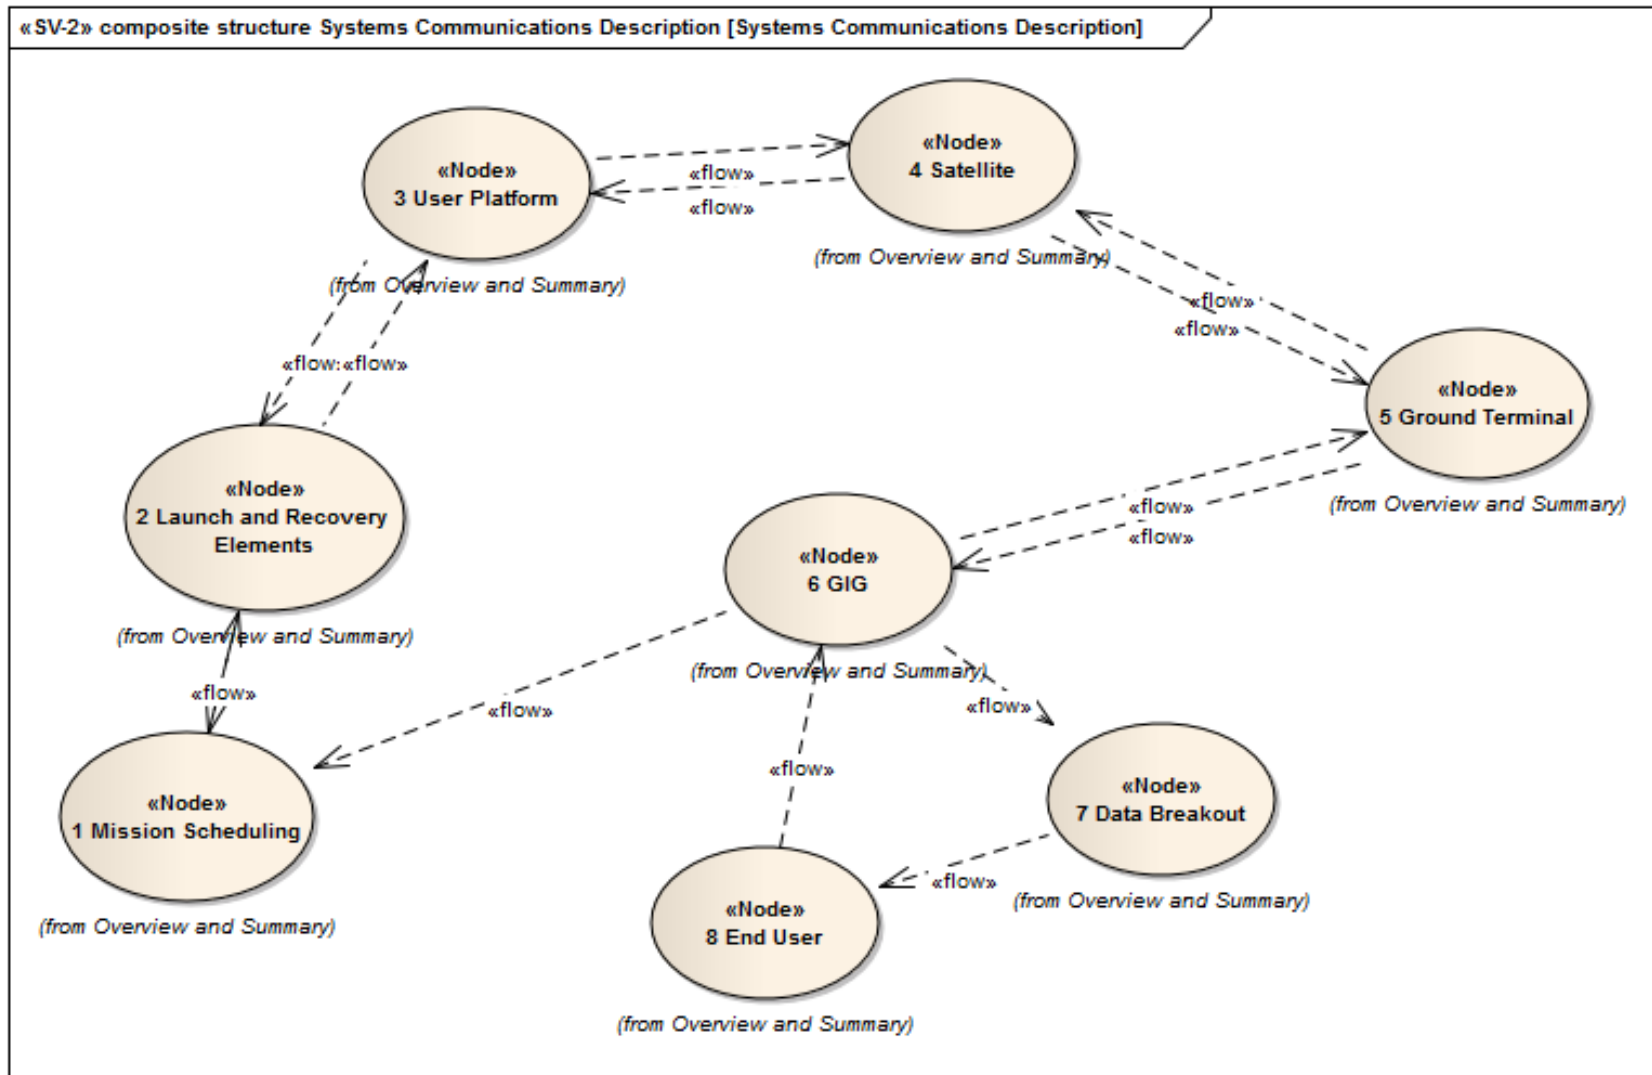 «SV-2» composite structure Systems Communications Description [Systems Communications Description]
«Node»
3 User Platform
(from Overview and Summary)
«Node»
4 Satellite
(from Overview and Summary)
«flow»
«flow»
«flow»
«flow»
«Node»
5 Ground Terminal
(from Overview and Summary)
«flow:
«flow»
«Node»
2 Launch and Recovery
Elements
(from Overview and Summary)
«flow»
«flow»
«Node»
6 GIG
(from Overview and Summary)
«flow»
«flow»
«flow»
«flow»
«Node»
1 Mission Scheduling
(from Overview and Summary)
«Node»
7 Data Breakout
(from Overview and Summary)
«flow»
«flow»
«Node»
8 End User
(from Overview and Summary)